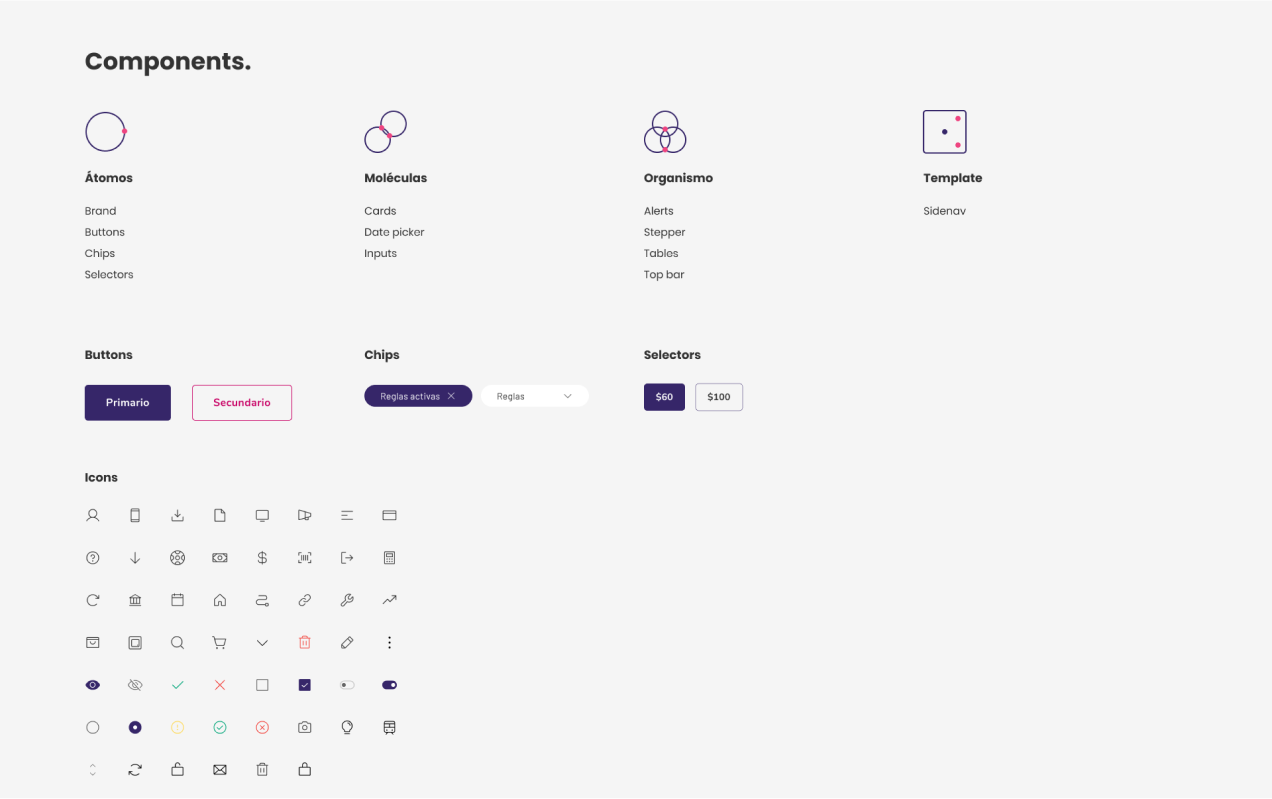 Components.
Átomos
Brand
Buttons
Chips
Selectors
Moléculas
Cards
Date picker
Inputs
Organismo
Alerts
Stepper
Tables
Top bar
Template
Sidenav
Buttons
Primario
Secundario
Chips
Reglas activas
Reglas
Selectors
$60
$100
Icons